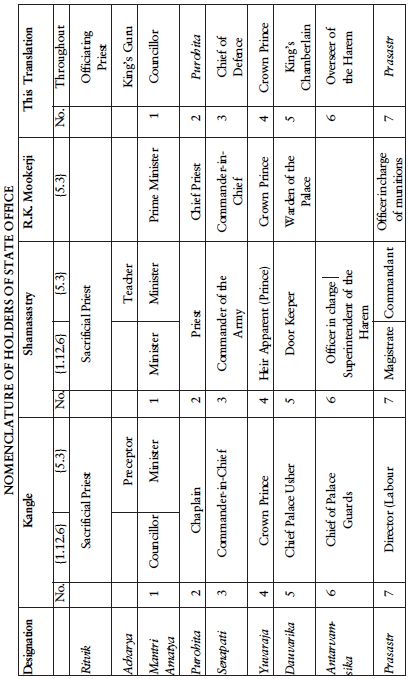 NOMENCLATURE OF HOLDERS OF STATE OFFICE
Designation Kangle Shamasastry R.K. Mookerji This Translation
No. {1.12.6} {5.3} No. {1.12.6} {5.3} {5.3} No. Throughout
Ritvik Sacrificial Priest Sacrificial Priest Officiating
Priest
Acharya Preceptor Teacher King's Guru
Mantri 1 Councillor Minister 1 Minister Minister Prime Minister 1 Councillor
Amatya
Purohita 2 Chaplain 2 Priest Chief Priest 2 Purohita
Senapati 3 Commander-in-Chief 3 Commander of the Commander-in- 3 Chief of
Army Chief Defence
Yuvaraja 4 Crown Prince 4 Heir Apparent (Prince) Crown Prince 4 Crown Prince
Dauvarika 5 Chief Palace Usher 5 Door Keeper Warden of the 5 King's
Palace Chamberlain
Antarvam- 6 Chief of Palace 6 Officer in charge | 6 Overseer of
sika Guards Superintendent of the the Harem
Harem
Prasastr 7 Director (Labour 7 Magistrate Commandant Officer in charge 7 Prasastr
of munitions